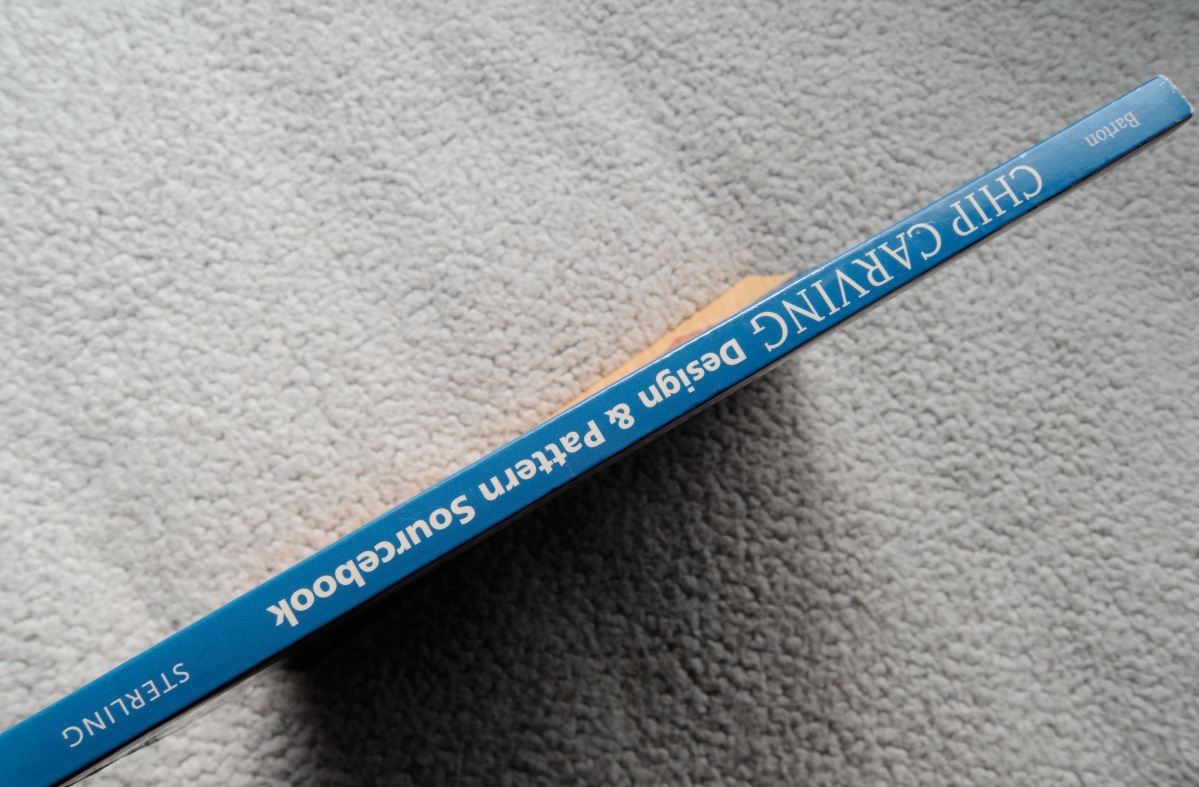 Barton
CHIP CARVING Design & Pattern Sourcebook
STERLING